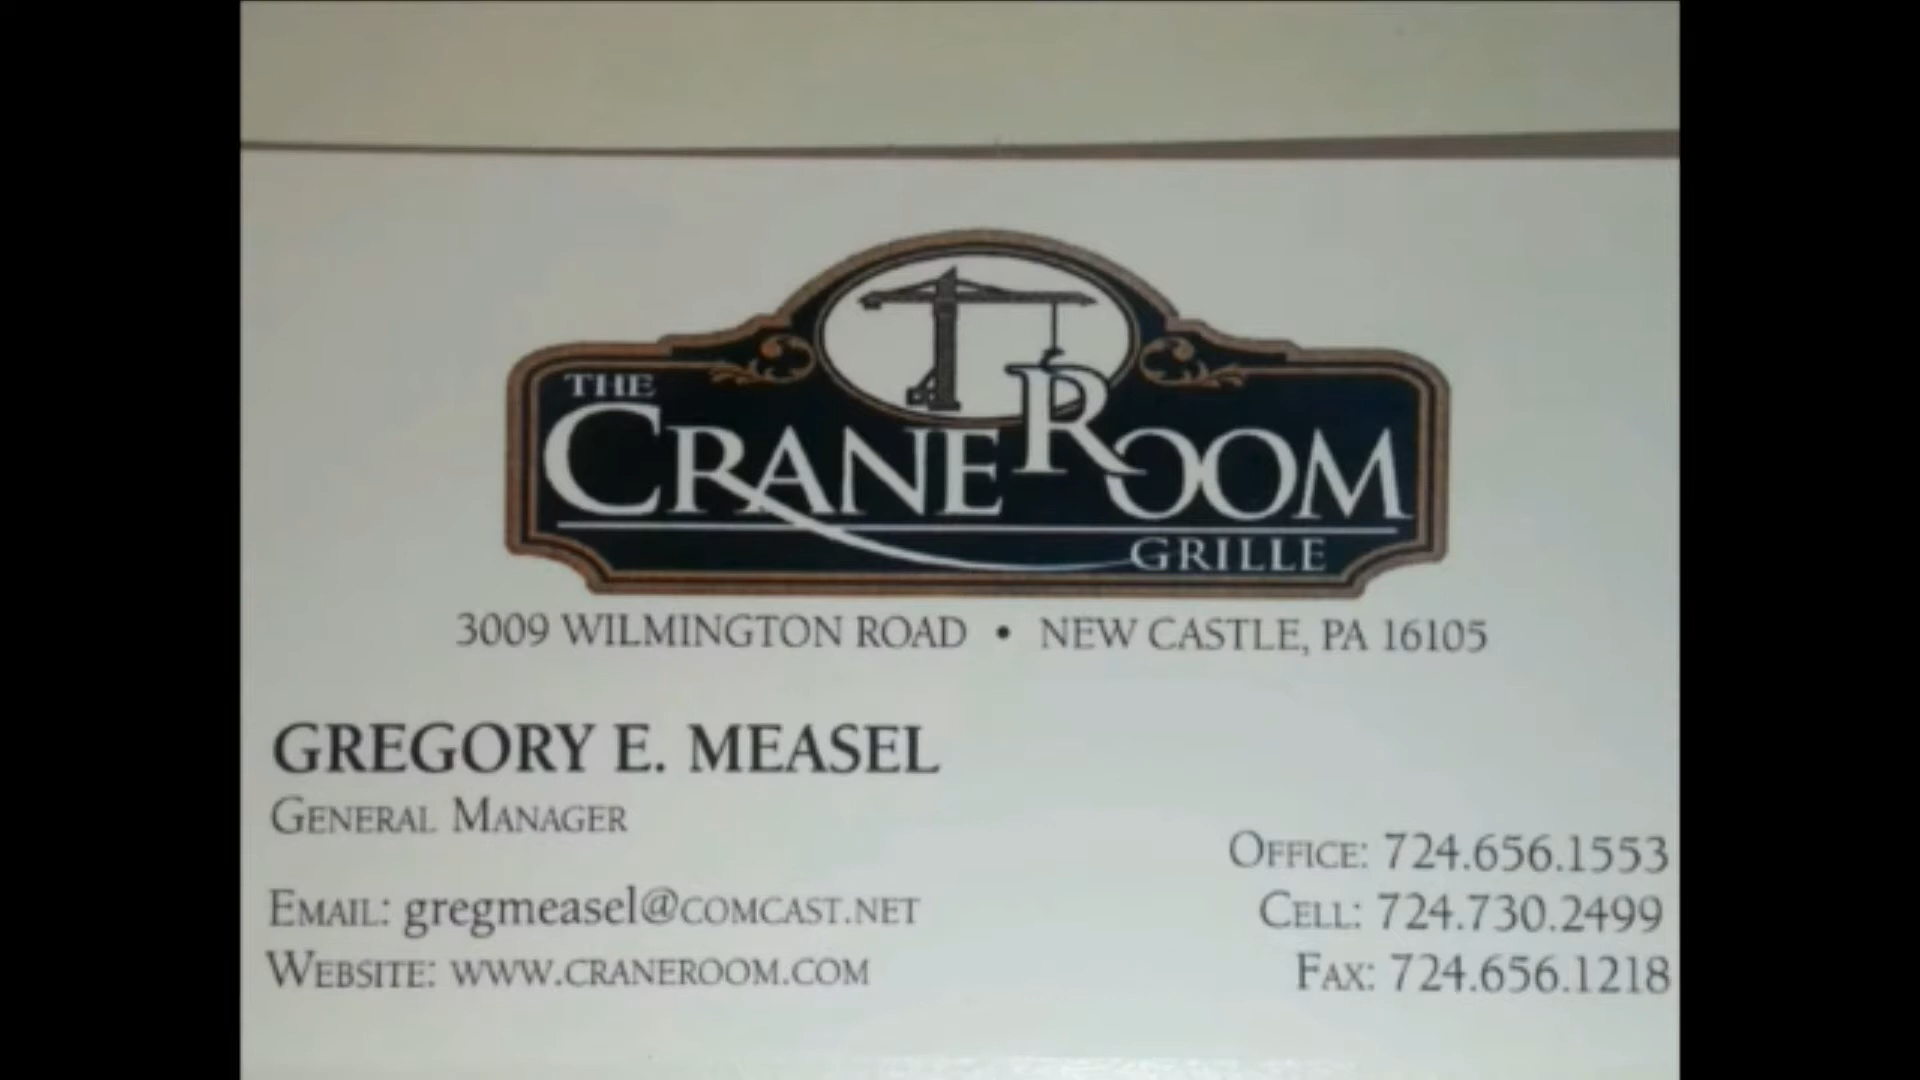 THE
CRANE ROOM
GRILLE
3009 WILMINGTON ROAD • NEW CASTLE, PA 16105
GREGORY E. MEASEL
GENERAL MANAGER
OFFICE: 724.656.1553
EMAIL: gregmeasel@COMCAST.NET
CELL: 724.730.2499
WEBSITE: WWW.CRANEROOM.COM
FAX: 724.656.1218